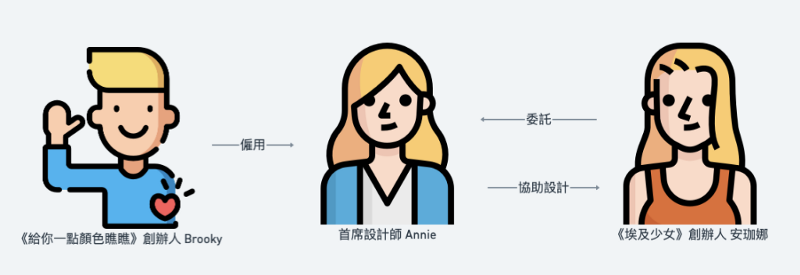 僱用
委託
協助設計
《給你一點顏色瞧瞧》創辦人 Brooky
首席設計師 Annie
《埃及少女》創辦人 安珈娜